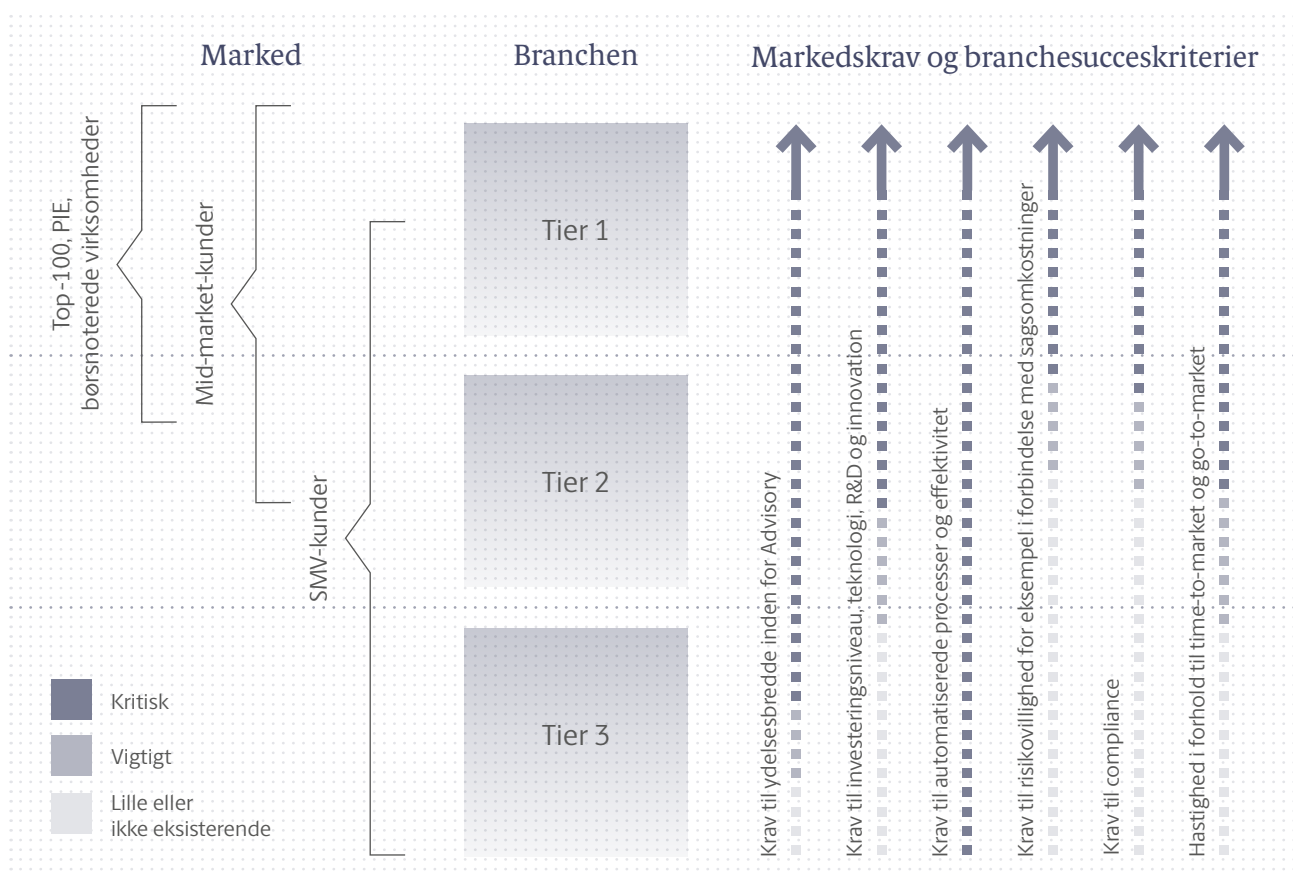 Marked
Branchen
Markedskrav og branchesucceskriterier
Top-100, PIE,
børsnoterede virksomheder
Mid-market-kunder
SMV-kunder
Tier 1
Tier 2
Tier 3
Krav til ydelsesbredde inden for Advisory
Krav til investeringsniveau, teknologi, R&D og innovation
Krav til automatiserede processer og effektivitet
Krav til risikovillighed for eksempel i forbindelse med sagsomkostninger
Krav til compliance
Hastighed i forhold til time-to-market og go-to-market
Kritisk
Vigtigt
Lille eller
ikke eksisterende